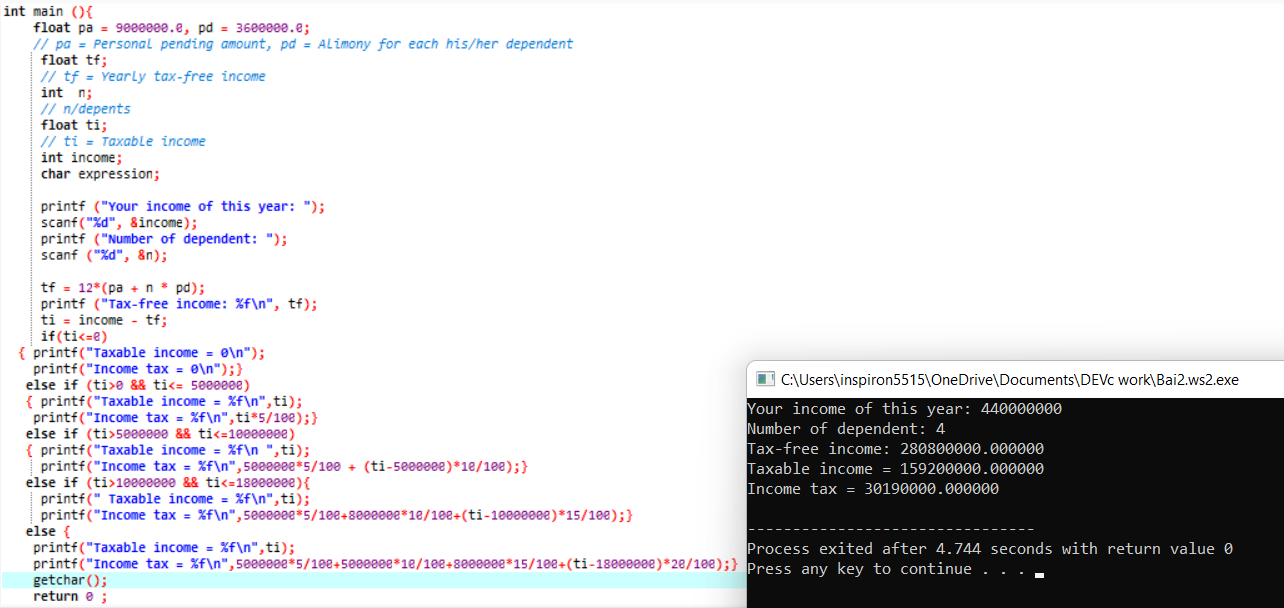 int main (){
float pa = 9000000.0, pd = 3600000.0;
// pa = Personal pending amount, pd = Alimony for each his/her dependent
float tf;
// tf = Yearly tax-free income
int  n;
// n/depents
float ti;
// ti = Taxable income
int income;
char expression;
printf ("Your income of this year: ");
scanf("%d", &income);
printf ("Number of dependent: ");
scanf ("%d", &n);
tf = 12*(pa + n * pd);
printf ("Tax-free income: %f\n", tf);
ti = income - tf;
if(ti<=0)
{ printf("Taxable income = 0\n");
printf("Income tax = 0\n");}
else if (ti>0 && ti<= 5000000)
{ printf("Taxable income = %f\n",ti);
printf("Income tax = %f\n",ti*5/100);}
else if (ti>5000000 && ti<=10000000)
{ printf("Taxable income = %f\n ",ti);
printf("Income tax = %f\n",5000000*5/100 + (ti-5000000)*10/100);}
else if (ti>10000000 && ti<=18000000){
printf(" Taxable income = %f\n",ti);
printf("Income tax = %f\n",5000000*5/100+8000000*10/100+(ti-10000000)*15/100);}
else {
printf("Taxable income = %f\n",ti);
printf("Income tax = %f\n",5000000*5/100+5000000*10/100+8000000*15/100+(ti-18000000)*20/100);}
getchar();
return 0 ;
C:\Users\inspiron5515\OneDrive\Documents\DEVc work\Bai2.ws2.exe
Your income of this year: 440000000
Number of dependent: 4
Tax-free income: 280800000.000000
Taxable income = 159200000.000000
Income tax = 30190000.000000
--------------------------------
Process exited after 4.744 seconds with return value 0
Press any key to continue . . .